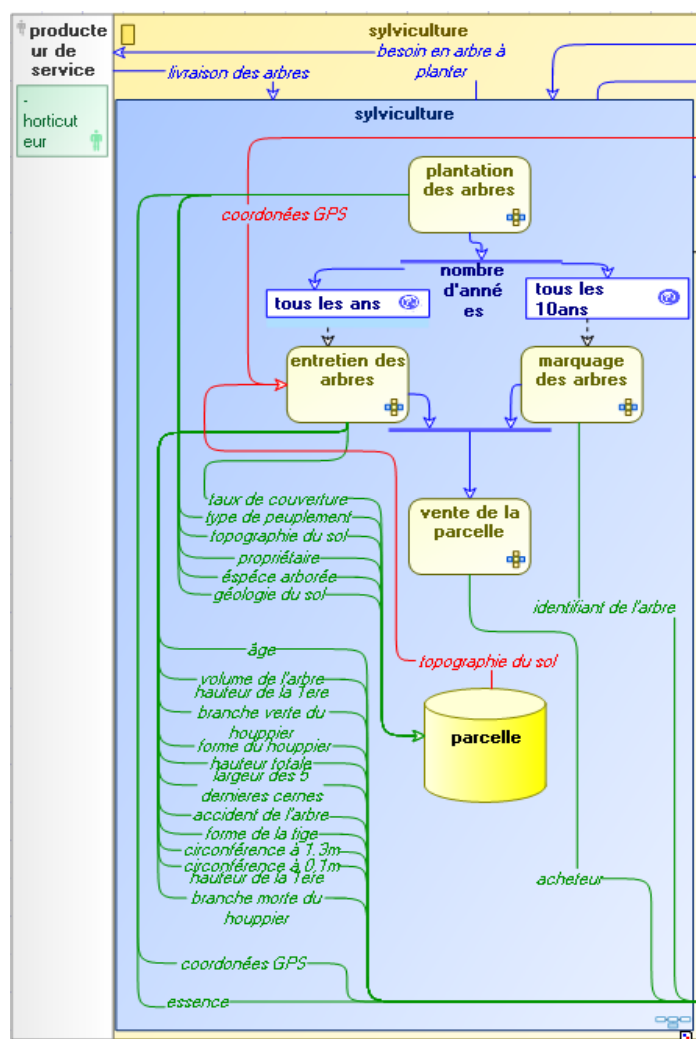 producte
ur de
service
-
horticut
eur
sylviculture
besoin en arbre à
planter
livraison des arbres
sylviculture
plantation
des arbres
coordonées GPS
nombre
d'anné
es
tous les ans
tous les
10ans
entretien des
arbres
marquage
des arbres
taux de couverture
type de peuplement
topographie du sol
propriétaire
éspéce arborée
géologie du sol
vente de la
parcelle
identifiant de l'arbre
âge
topographie du sol
volume de l'arbre
hauteur de la 1ere
branche verte du
houppier
parcelle
forme du houppier
hauteur totale
largeur des 5
dernieres cernes
accident de l'arbre
forme de la tige
circonférence à 1.3m
circonférence à 0.1m
hauteur de la 1ere
branche morte du
houppier
acheteur
coordonées GPS
essence